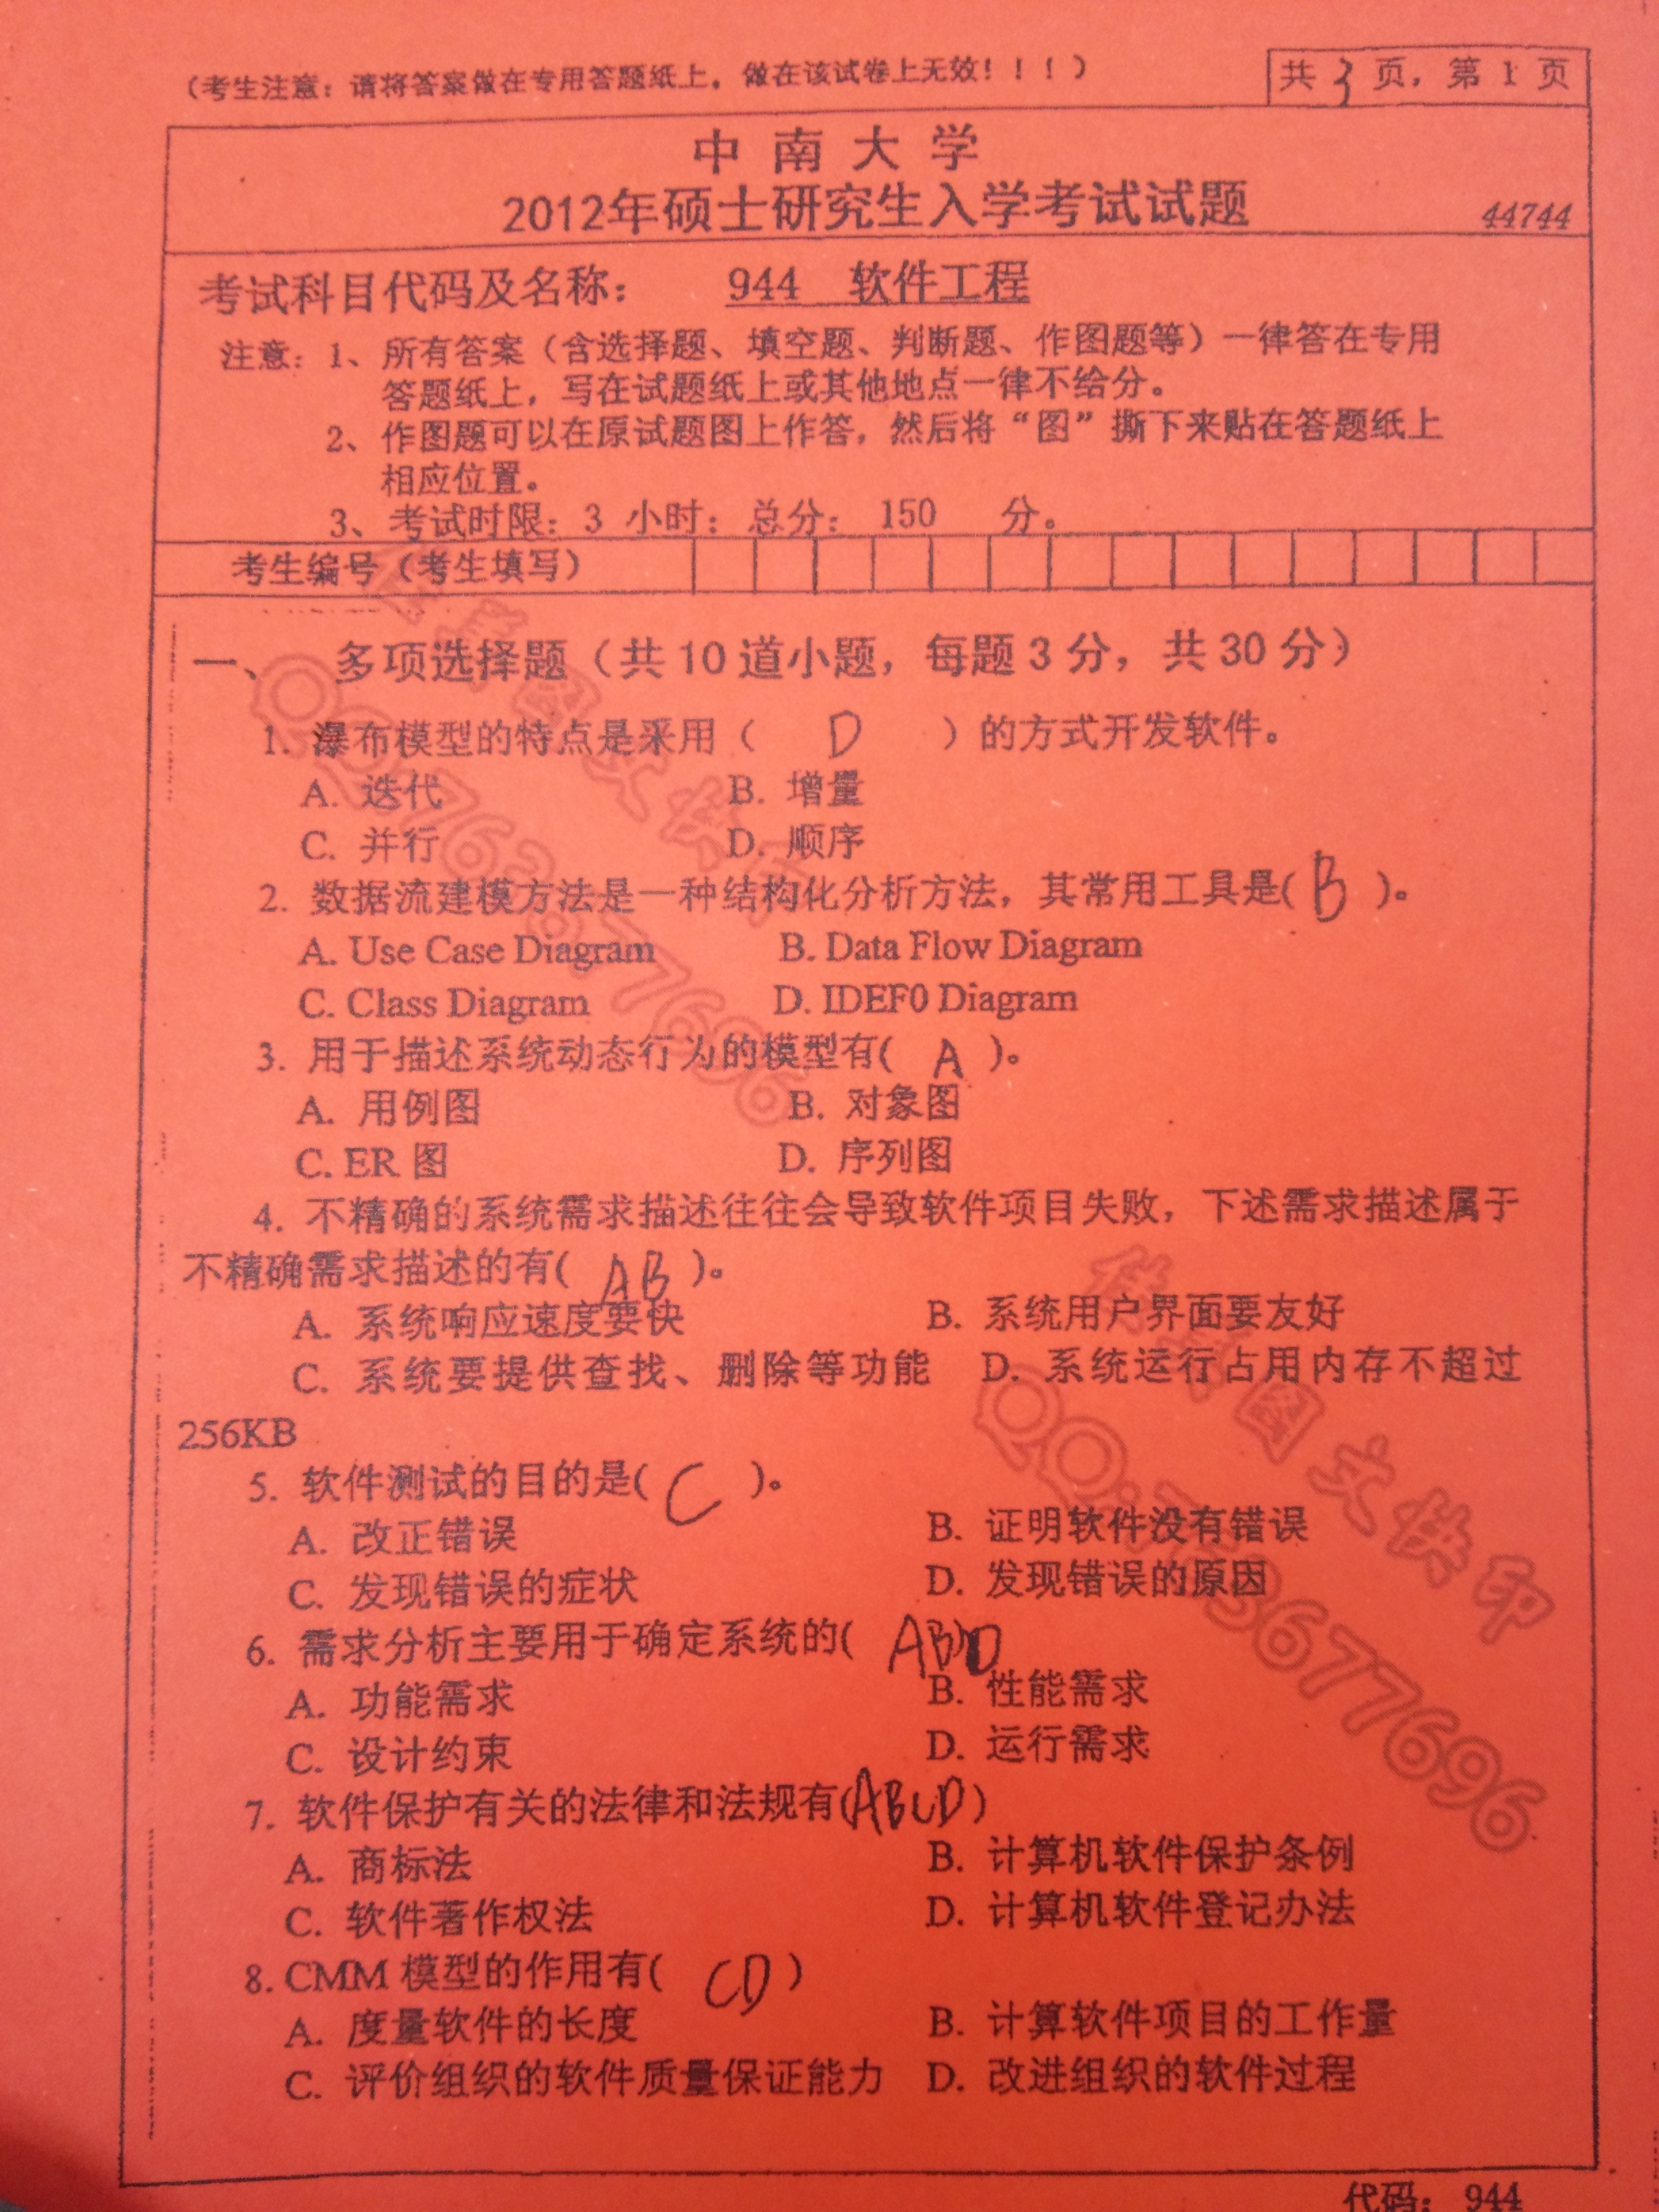 （考生注意：请将答案做在专用答题纸上，做在该试卷上无效！！！）
共 3 页，第 1 页
中 南 大 学
2012年硕士研究生入学考试试题
44744
考试科目代码及名称： 944 软件工程
注意：1、所有答案（含选择题、填空题、判断题、作图题等）一律答在专用
答题纸上，写在试题纸上或其他地点一律不给分。
2、作图题可以在原试题图上作答，然后将“图”撕下来贴在答题纸上
相应位置。
3、考试时限：3 小时；总分： 150 分。
考生编号（考生填写）
一、 多项选择题（共 10 道小题，每题 3 分，共 30 分）
1. 瀑布模型的特点是采用（ D ）的方式开发软件。
A. 迭代 B. 增量
C. 并行 D. 顺序
2. 数据流建模方法是一种结构化分析方法，其常用工具是( B )。
A. Use Case Diagram B. Data Flow Diagram
C. Class Diagram D. IDEF0 Diagram
3. 用于描述系统动态行为的模型有( A )。
A. 用例图 B. 对象图
C. ER 图 D. 序列图
4. 不精确的系统需求描述往往会导致软件项目失败，下述需求描述属于
不精确需求描述的有( AB )。
A. 系统响应速度要快 B. 系统用户界面要友好
C. 系统要提供查找、删除等功能 D. 系统运行占用内存不超过
256KB
5. 软件测试的目的是( C )。
A. 改正错误 B. 证明软件没有错误
C. 发现错误的症状 D. 发现错误的原因
6. 需求分析主要用于确定系统的( ABD
A. 功能需求 B. 性能需求
C. 设计约束 D. 运行需求
7. 软件保护有关的法律和法规有(ABCD)
A. 商标法 B. 计算机软件保护条例
C. 软件著作权法 D. 计算机软件登记办法
8. CMM 模型的作用有( CD )
A. 度量软件的长度 B. 计算软件项目的工作量
C. 评价组织的软件质量保证能力 D. 改进组织的软件过程
代码： 944
图文快印
QQ:763677696
图文快印
QQ:763677696